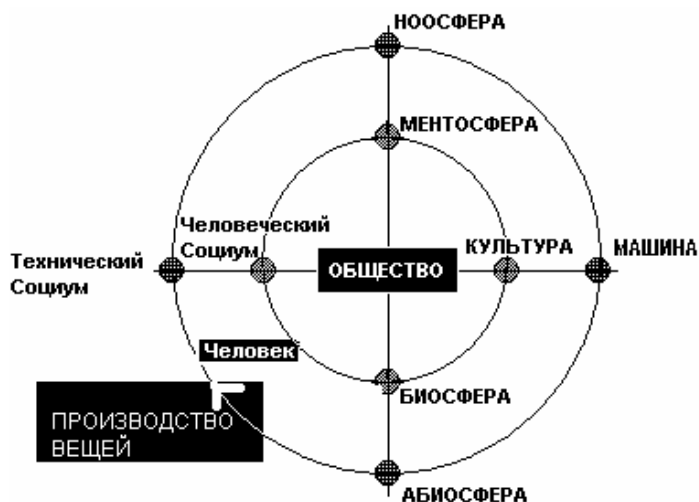 НООСФЕРА
МЕНТОСФЕРА
Человеческий
Социум
КУЛЬТУРА
МАШИНА
Технический
Социум
ОБЩЕСТВО
Человек
БИОСФЕРА
ПРОИЗВОДСТВО
ВЕЩЕЙ
АБИОСФЕРА